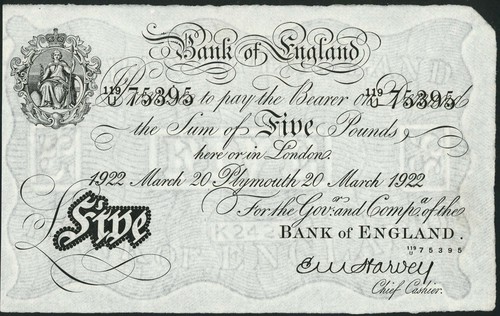 Bank of England
119/U 75395 to pay the Bearer on 119/U 75395
the Sum of Five Pounds
here or in London.
1922 March 20 Plymouth 20 March 1922
For the Govr. and Compa. of the
£Five
BANK of ENGLAND.
119/U 75395
E M Harvey
Chief Cashier.